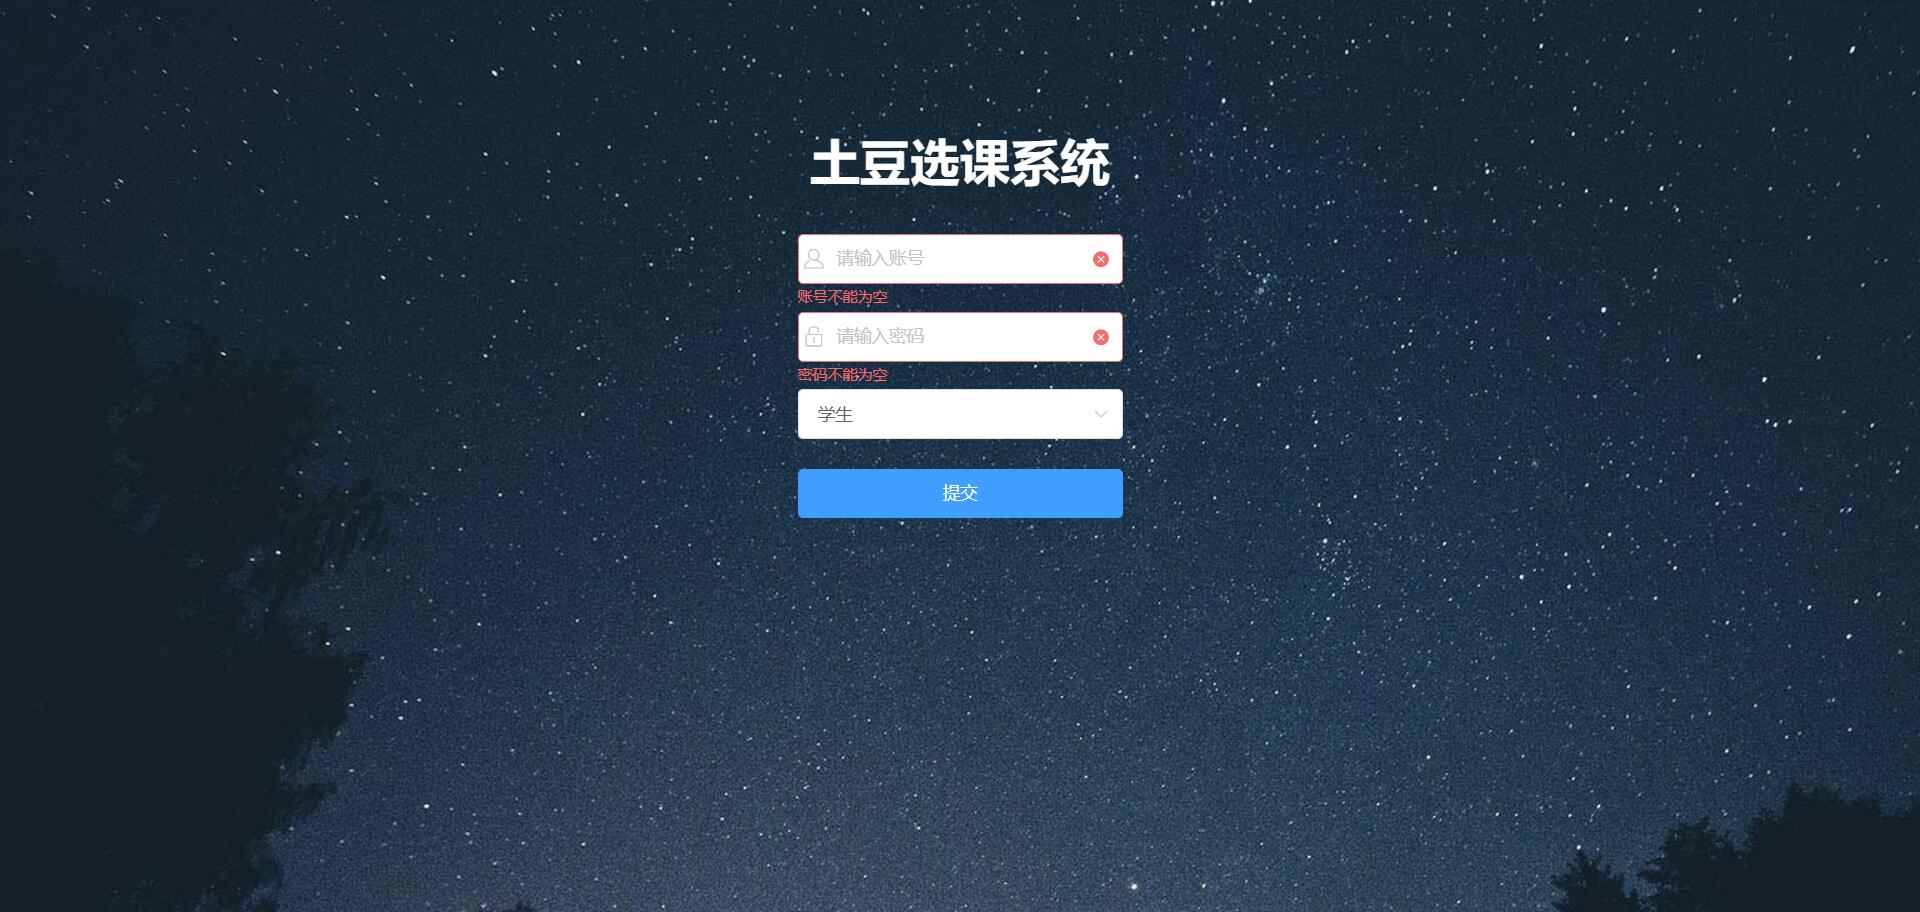 土豆选课系统
请输入账号
账号不能为空
请输入密码
密码不能为空
学生
提交